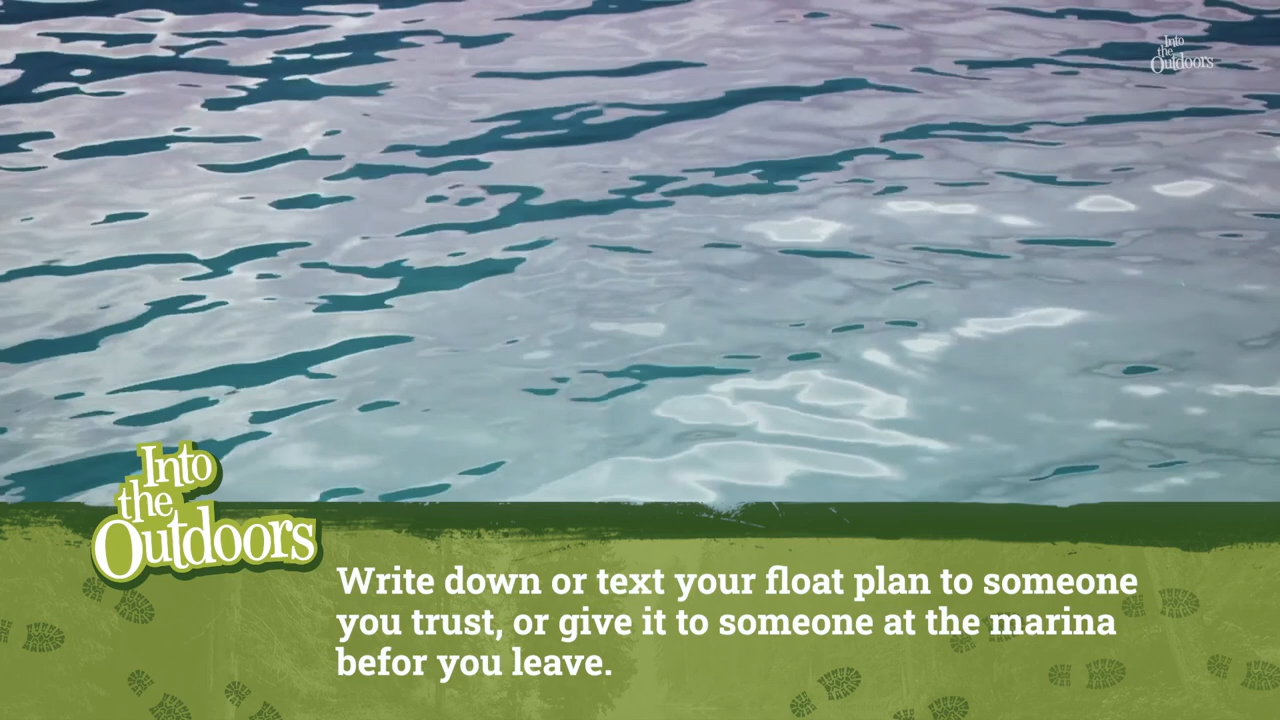 Into
the
Outdoors
Into
the
Outdoors
Write down or text your float plan to someone
you trust, or give it to someone at the marina
befor you leave.